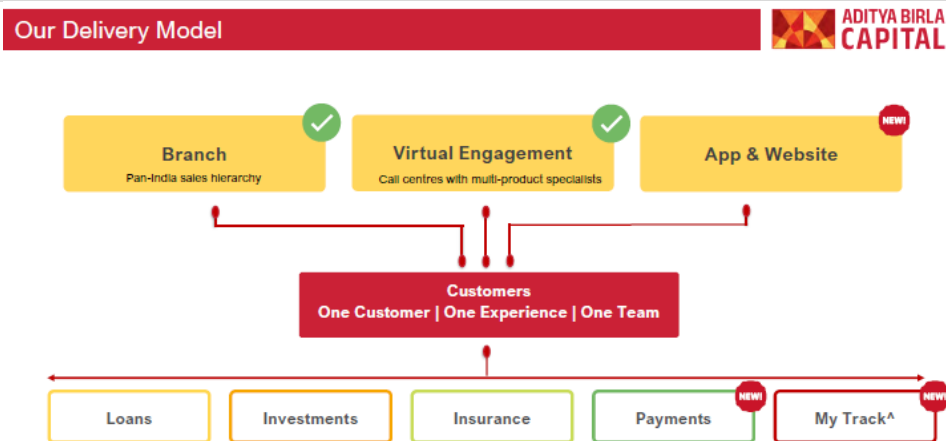 Our Delivery Model
ADITYA BIRLA
CAPITAL
Branch
Pan-India sales hierarchy
Virtual Engagement
Call centres with multi-product specialists
NEW!
App & Website
Customers
One Customer | One Experience | One Team
Loans
Investments
Insurance
Payments
NEW!
My Track^
NEW!